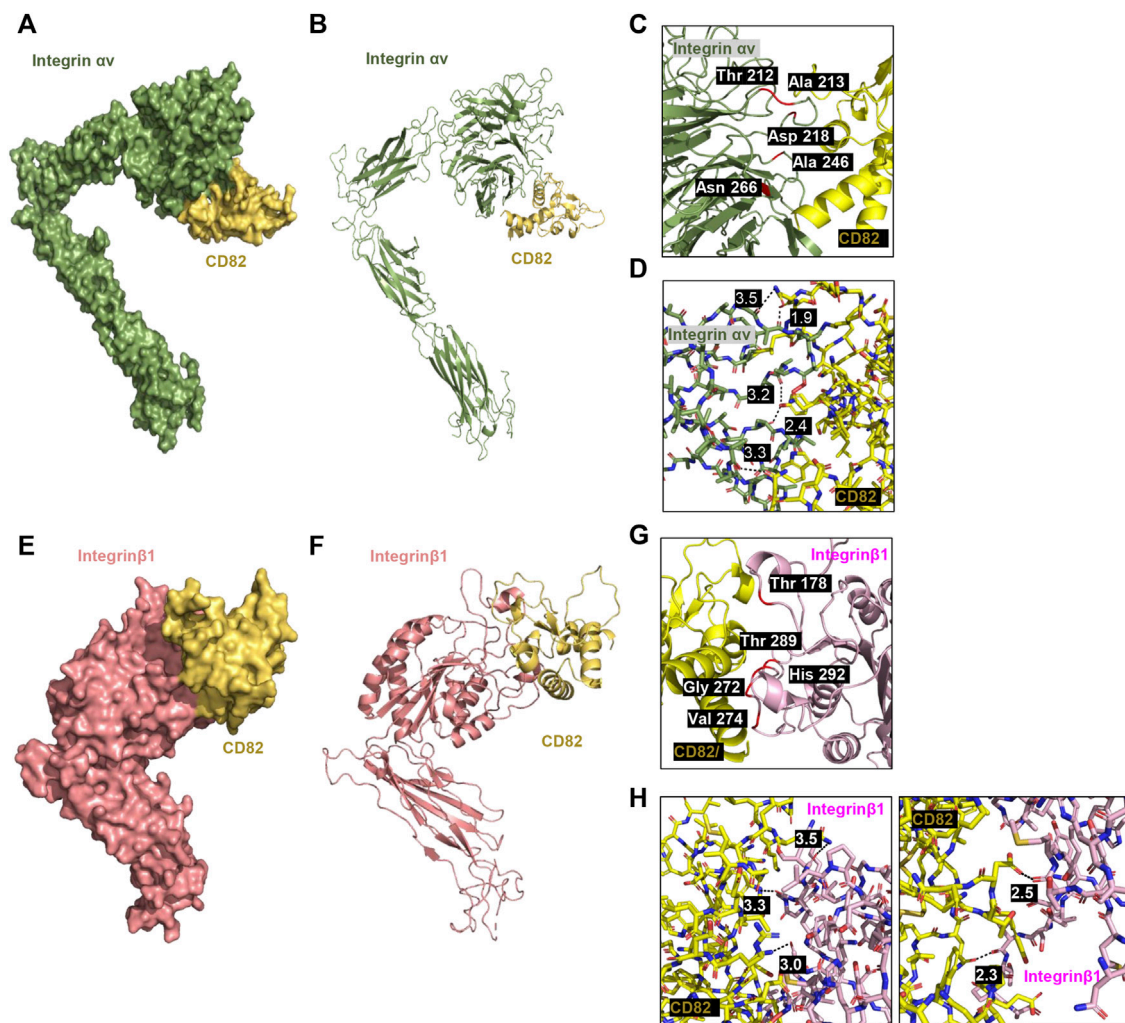 A
Integrin αv
CD82
B
Integrin αv
CD82
C
Integrin αv
Thr 212
Ala 213
Asp 218
Ala 246
Asn 266
CD82
D
3.5
1.9
Integrin αv
3.2
2.4
3.3
CD82
E
Integrinβ1
CD82
F
Integrinβ1
CD82
G
Integrinβ1
Thr 178
Thr 289
His 292
Gly 272
Val 274
CD82/
H
Integrinβ1
3.5
3.3
3.0
CD82
CD82
2.5
2.3
Integrinβ1